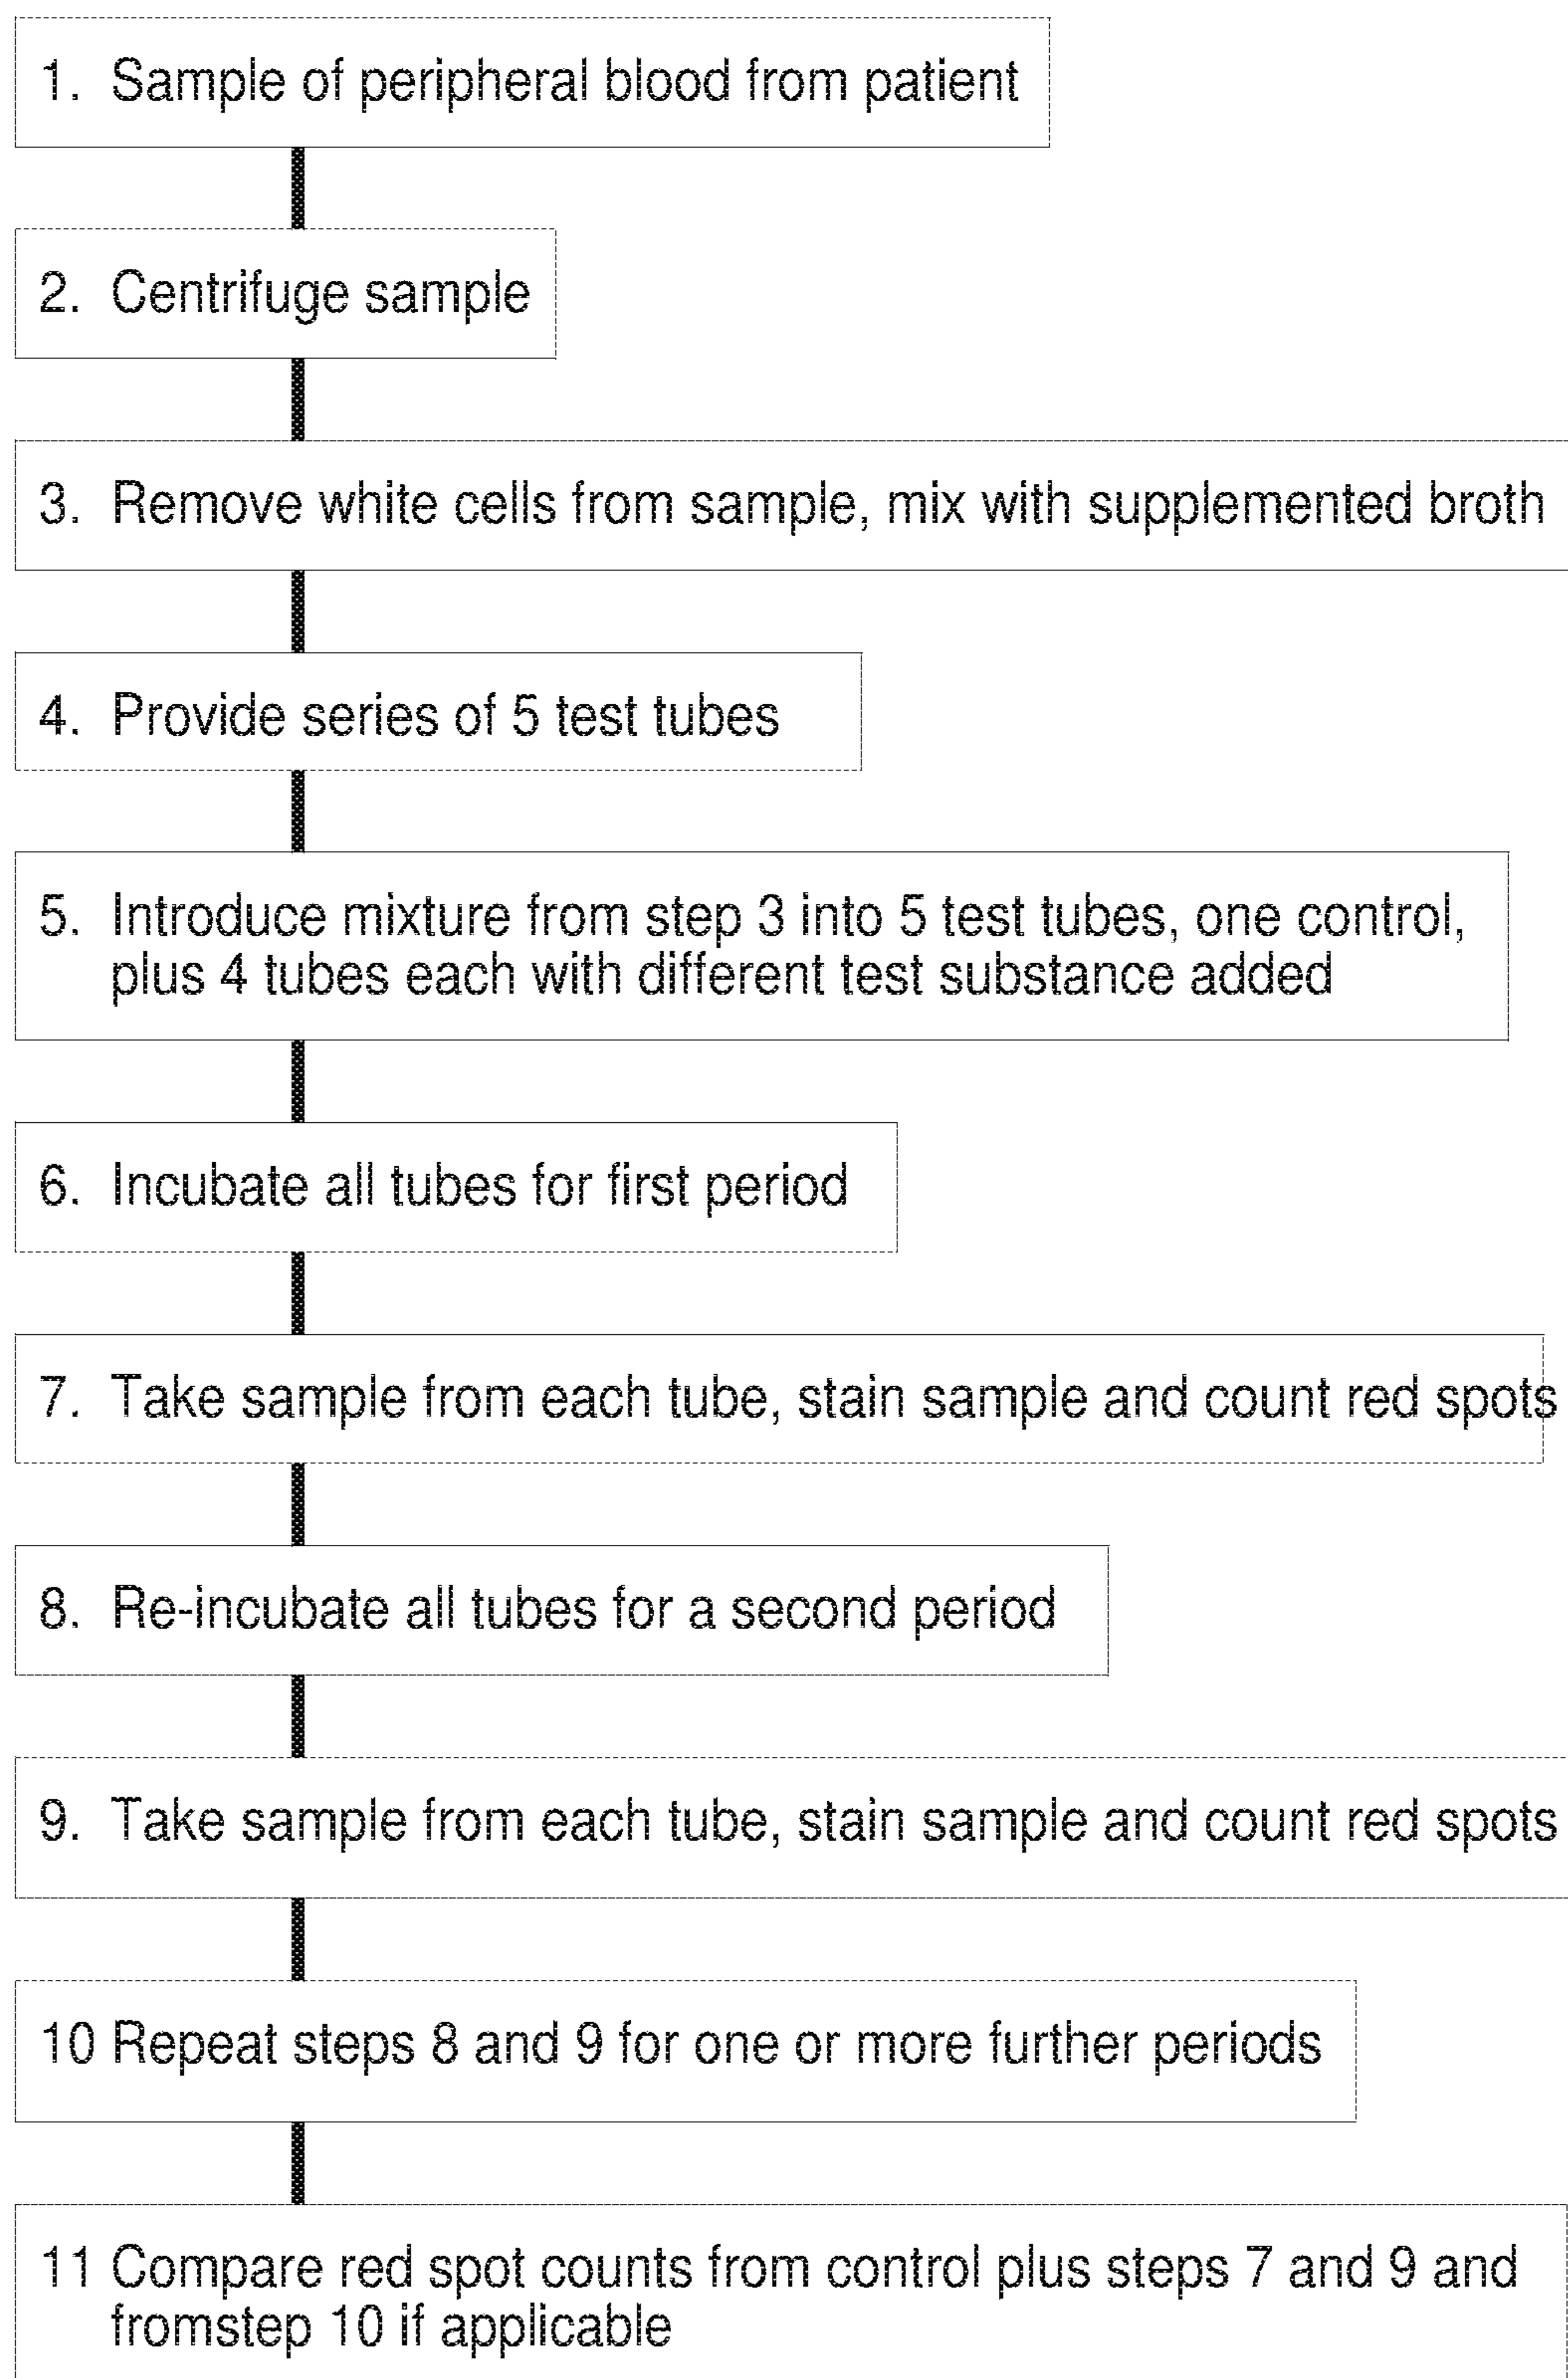 1. Sample of peripheral blood from patient
2. Centrifuge sample
3. Remove white cells from sample, mix with supplemented broth
4. Provide series of 5 test tubes
5. Introduce mixture from step 3 into 5 test tubes, one control,
plus 4 tubes each with different test substance added
6. Incubate all tubes for first period
7. Take sample from each tube, stain sample and count red spots
8. Re-incubate all tubes for a second period
9. Take sample from each tube, stain sample and count red spots
10 Repeat steps 8 and 9 for one or more further periods
11 Compare red spot counts from control plus steps 7 and 9 and
fromstep 10 if applicable